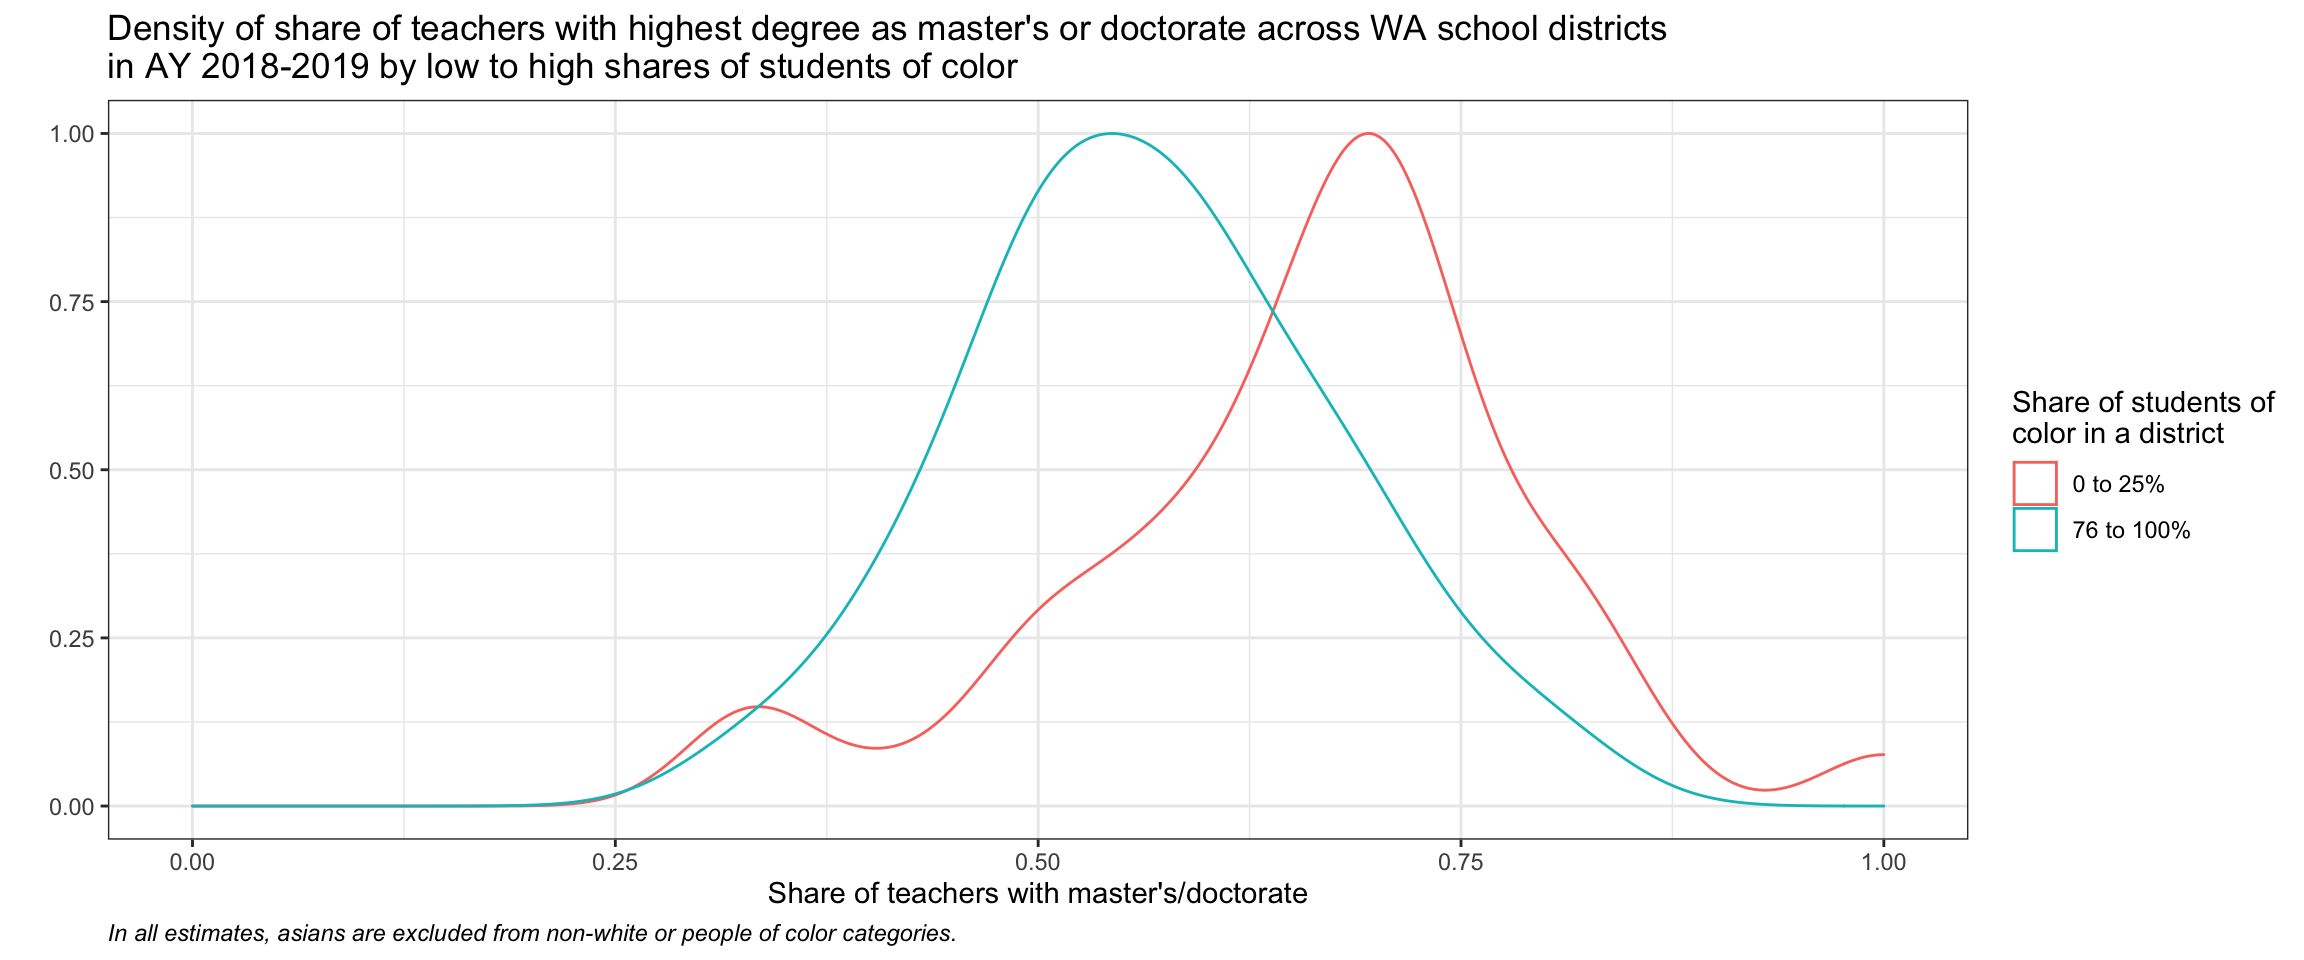 Density of share of teachers with highest degree as master's or doctorate across WA school districts
in AY 2018-2019 by low to high shares of students of color
1.00
0.75
0.50
0.25
0.00
0.00
0.25
0.50
0.75
1.00
Share of teachers with master's/doctorate
In all estimates, asians are excluded from non-white or people of color categories.
Share of students of
color in a district
0 to 25%
76 to 100%